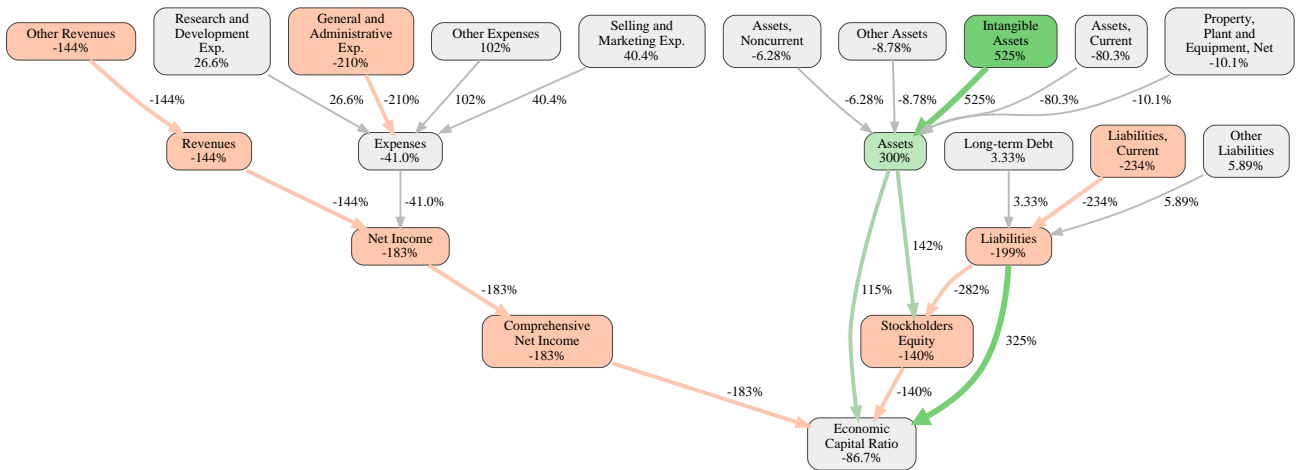 Other Revenues
-144%
Research and
Development
Exp.
26.6%
General and
Administrative
Exp.
-210%
Other Expenses
102%
Selling and
Marketing Exp.
40.4%
Assets,
Noncurrent
-6.28%
Other Assets
-8.78%
Intangible
Assets
525%
Assets,
Current
-80.3%
Property,
Plant and
Equipment, Net
-10.1%
-144%
26.6%
-210%
102%
40.4%
-6.28%
-8.78%
525%
-80.3%
-10.1%
Revenues
-144%
Expenses
-41.0%
Assets
300%
Long-term Debt
3.33%
Liabilities,
Current
-234%
Other
Liabilities
5.89%
-144%
-41.0%
142%
3.33%
-234%
5.89%
Net Income
-183%
Liabilities
-199%
-183%
115%
-282%
325%
Comprehensive
Net Income
-183%
Stockholders
Equity
-140%
-183%
-140%
Economic
Capital Ratio
-86.7%